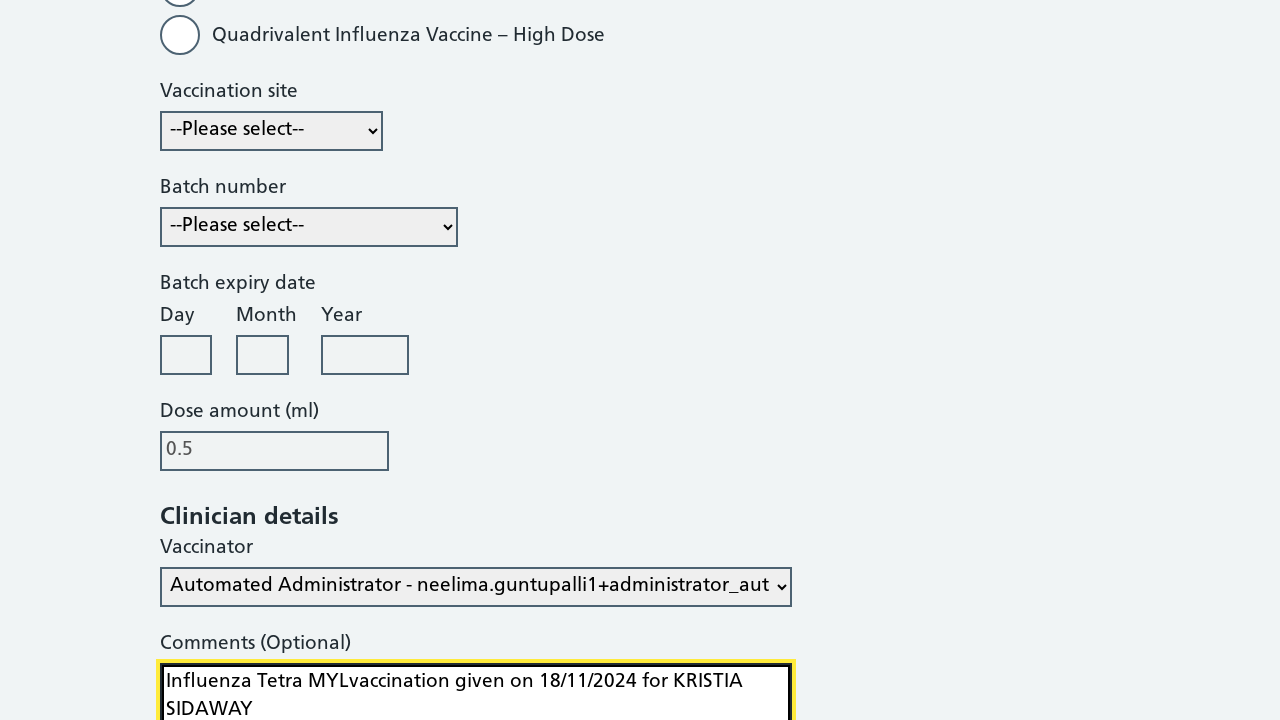 Quadrivalent Influenza Vaccine – High Dose
Vaccination site
--Please select--
Batch number
--Please select--
Batch expiry date
Day Month Year
Dose amount (ml)
0.5
Clinician details
Vaccinator
Automated Administrator - neelima.guntupalli1+administrator_aut
Comments (Optional)
Influenza Tetra MYLvaccination given on 18/11/2024 for KRISTIA
SIDAWAY